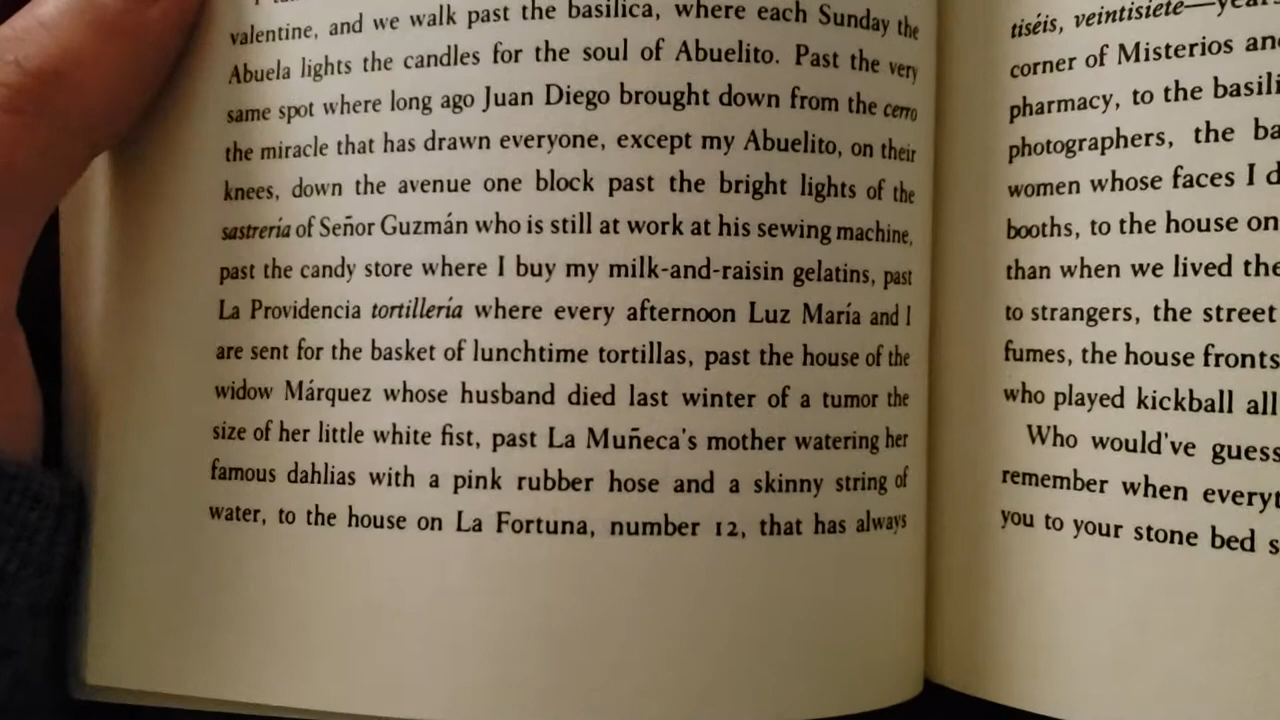 valentine, and we walk past the basilica, where each Sunday the
Abuela lights the candles for the soul of Abuelito. Past the very
same spot where long ago Juan Diego brought down from the cerro
the miracle that has drawn everyone, except my Abuelito, on their
knees, down the avenue one block past the bright lights of the
sastrería of Señor Guzmán who is still at work at his sewing machine,
past the candy store where I buy my milk-and-raisin gelatins, past
La Providencia tortillería where every afternoon Luz María and I
are sent for the basket of lunchtime tortillas, past the house of the
widow Márquez whose husband died last winter of a tumor the
size of her little white fist, past La Muñeca's mother watering her
famous dahlias with a pink rubber hose and a skinny string of
water, to the house on La Fortuna, number 12, that has always
tiséis, veintisiete—
corner of Misterios
pharmacy, to the
photographers, the
women whose faces I
booths, to the house on
than when we lived
to strangers, the street
fumes, the house fronts
who played kickball all
Who would've
remember when
you to your stone bed